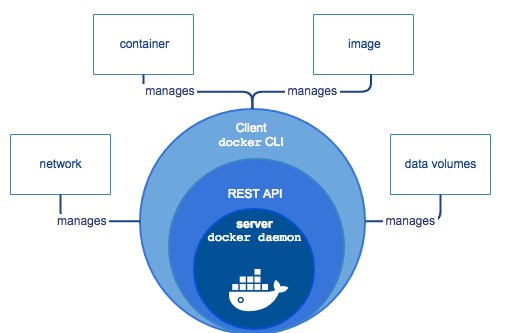 container
image
manages
manages
Client
docker CLI
network
data volumes
REST API
manages
manages
server
docker daemon